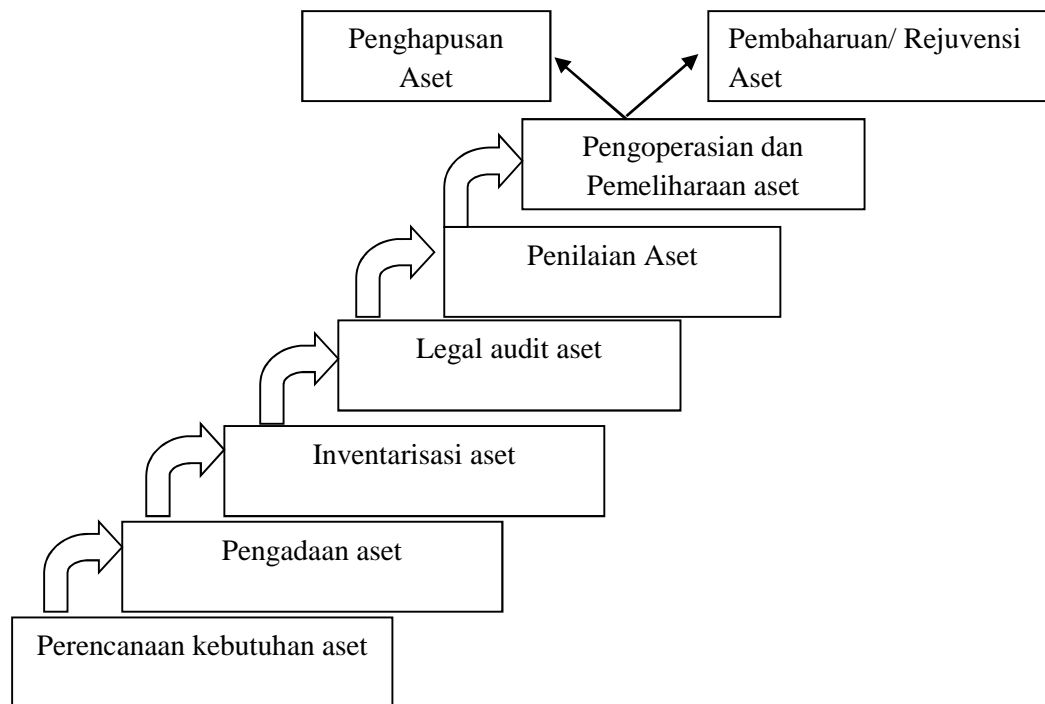 Penghapusan
Aset
Pembaharuan/ Rejuvensi
Aset
Pengoperasian dan
Pemeliharaan aset
Penilaian Aset
Legal audit aset
Inventarisasi aset
Pengadaan aset
Perencanaan kebutuhan aset